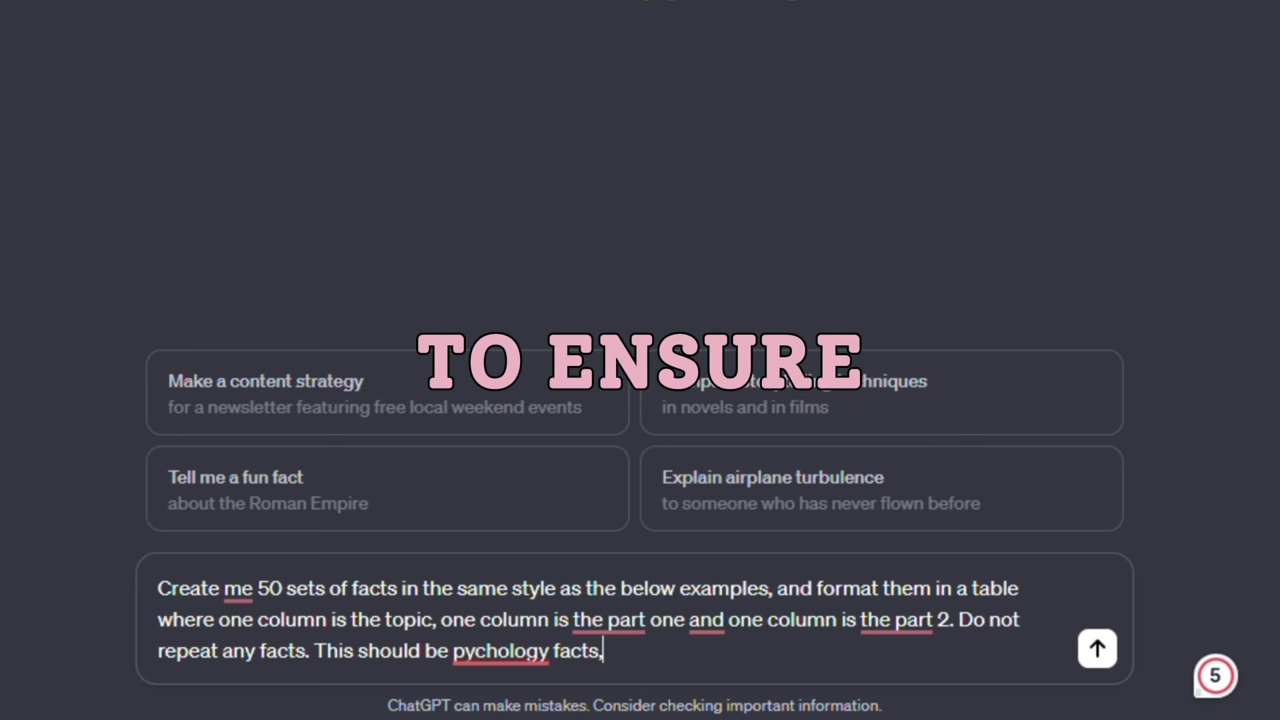 TO ENSURE
Make a content strategy
for a newsletter featuring free local weekend events
hniques
in novels and in films
Tell me a fun fact
about the Roman Empire
Explain airplane turbulence
to someone who has never flown before
Create me 50 sets of facts in the same style as the below examples, and format them in a table
where one column is the topic, one column is the part one and one column is the part 2. Do not
repeat any facts. This should be pychology facts,
5
ChatGPT can make mistakes. Consider checking important information.